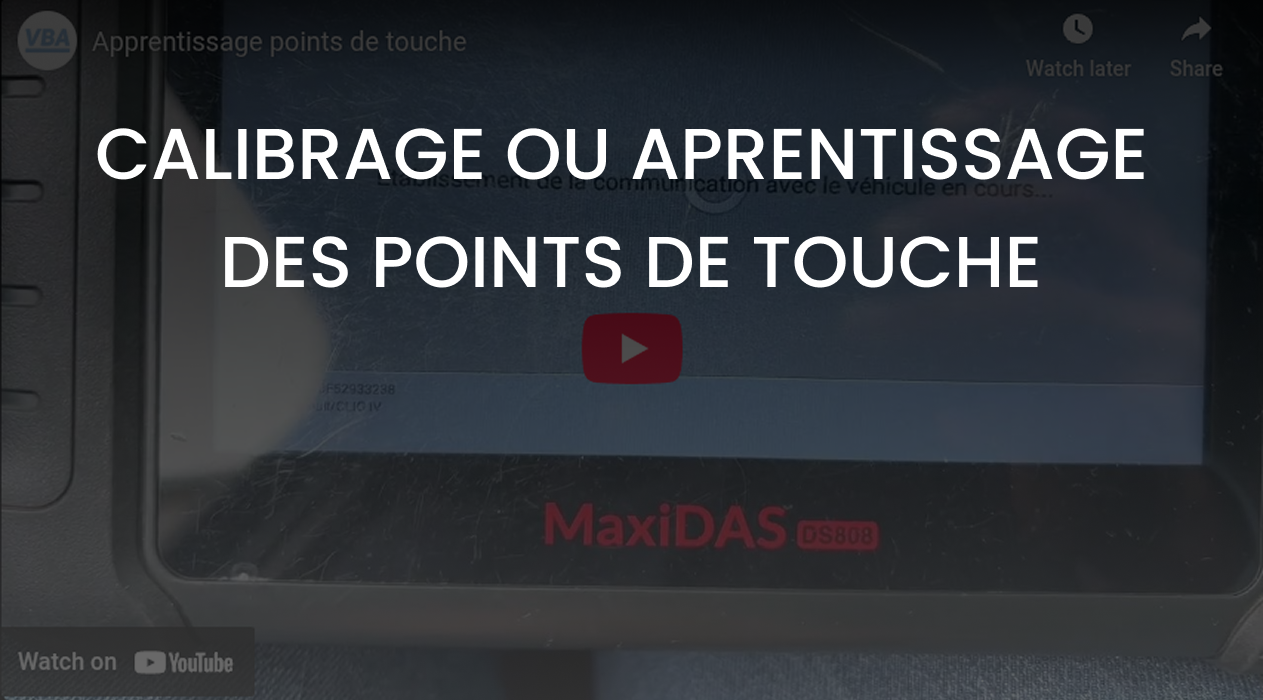 VBA
Apprentissage points de touche
Watch later
Share
CALIBRAGE OU APRENTISSAGE
Etablissement de la communication avec le véhicule en cours...
DES POINTS DE TOUCHE
MaxiDAS DS808
Watch on YouTube